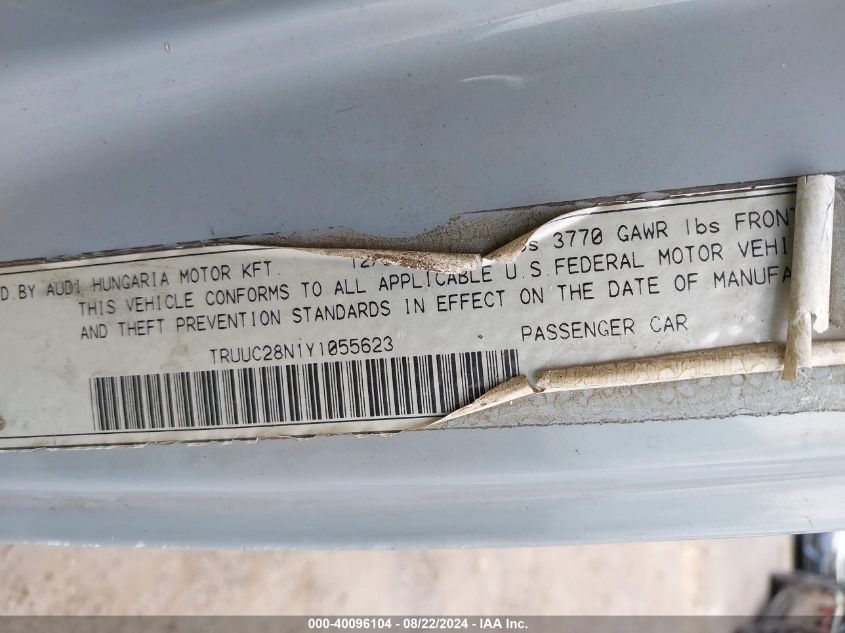 D.BY AUDI HUNGARIA MOTOR KFT 3770 GAWR lbs FRON
THIS VEHICLE CONFORMS TO ALL APPLICABLE U.S.FEDERAL MOTOR VEHI
AND THEFT PREVENTION STANDARDS IN EFFECT ON THE DATE OF MANUFA
TRUUC28N1Y1055623 PASSENGER CAR
000-40096104 - 08/22/2024 - IAA Inc.